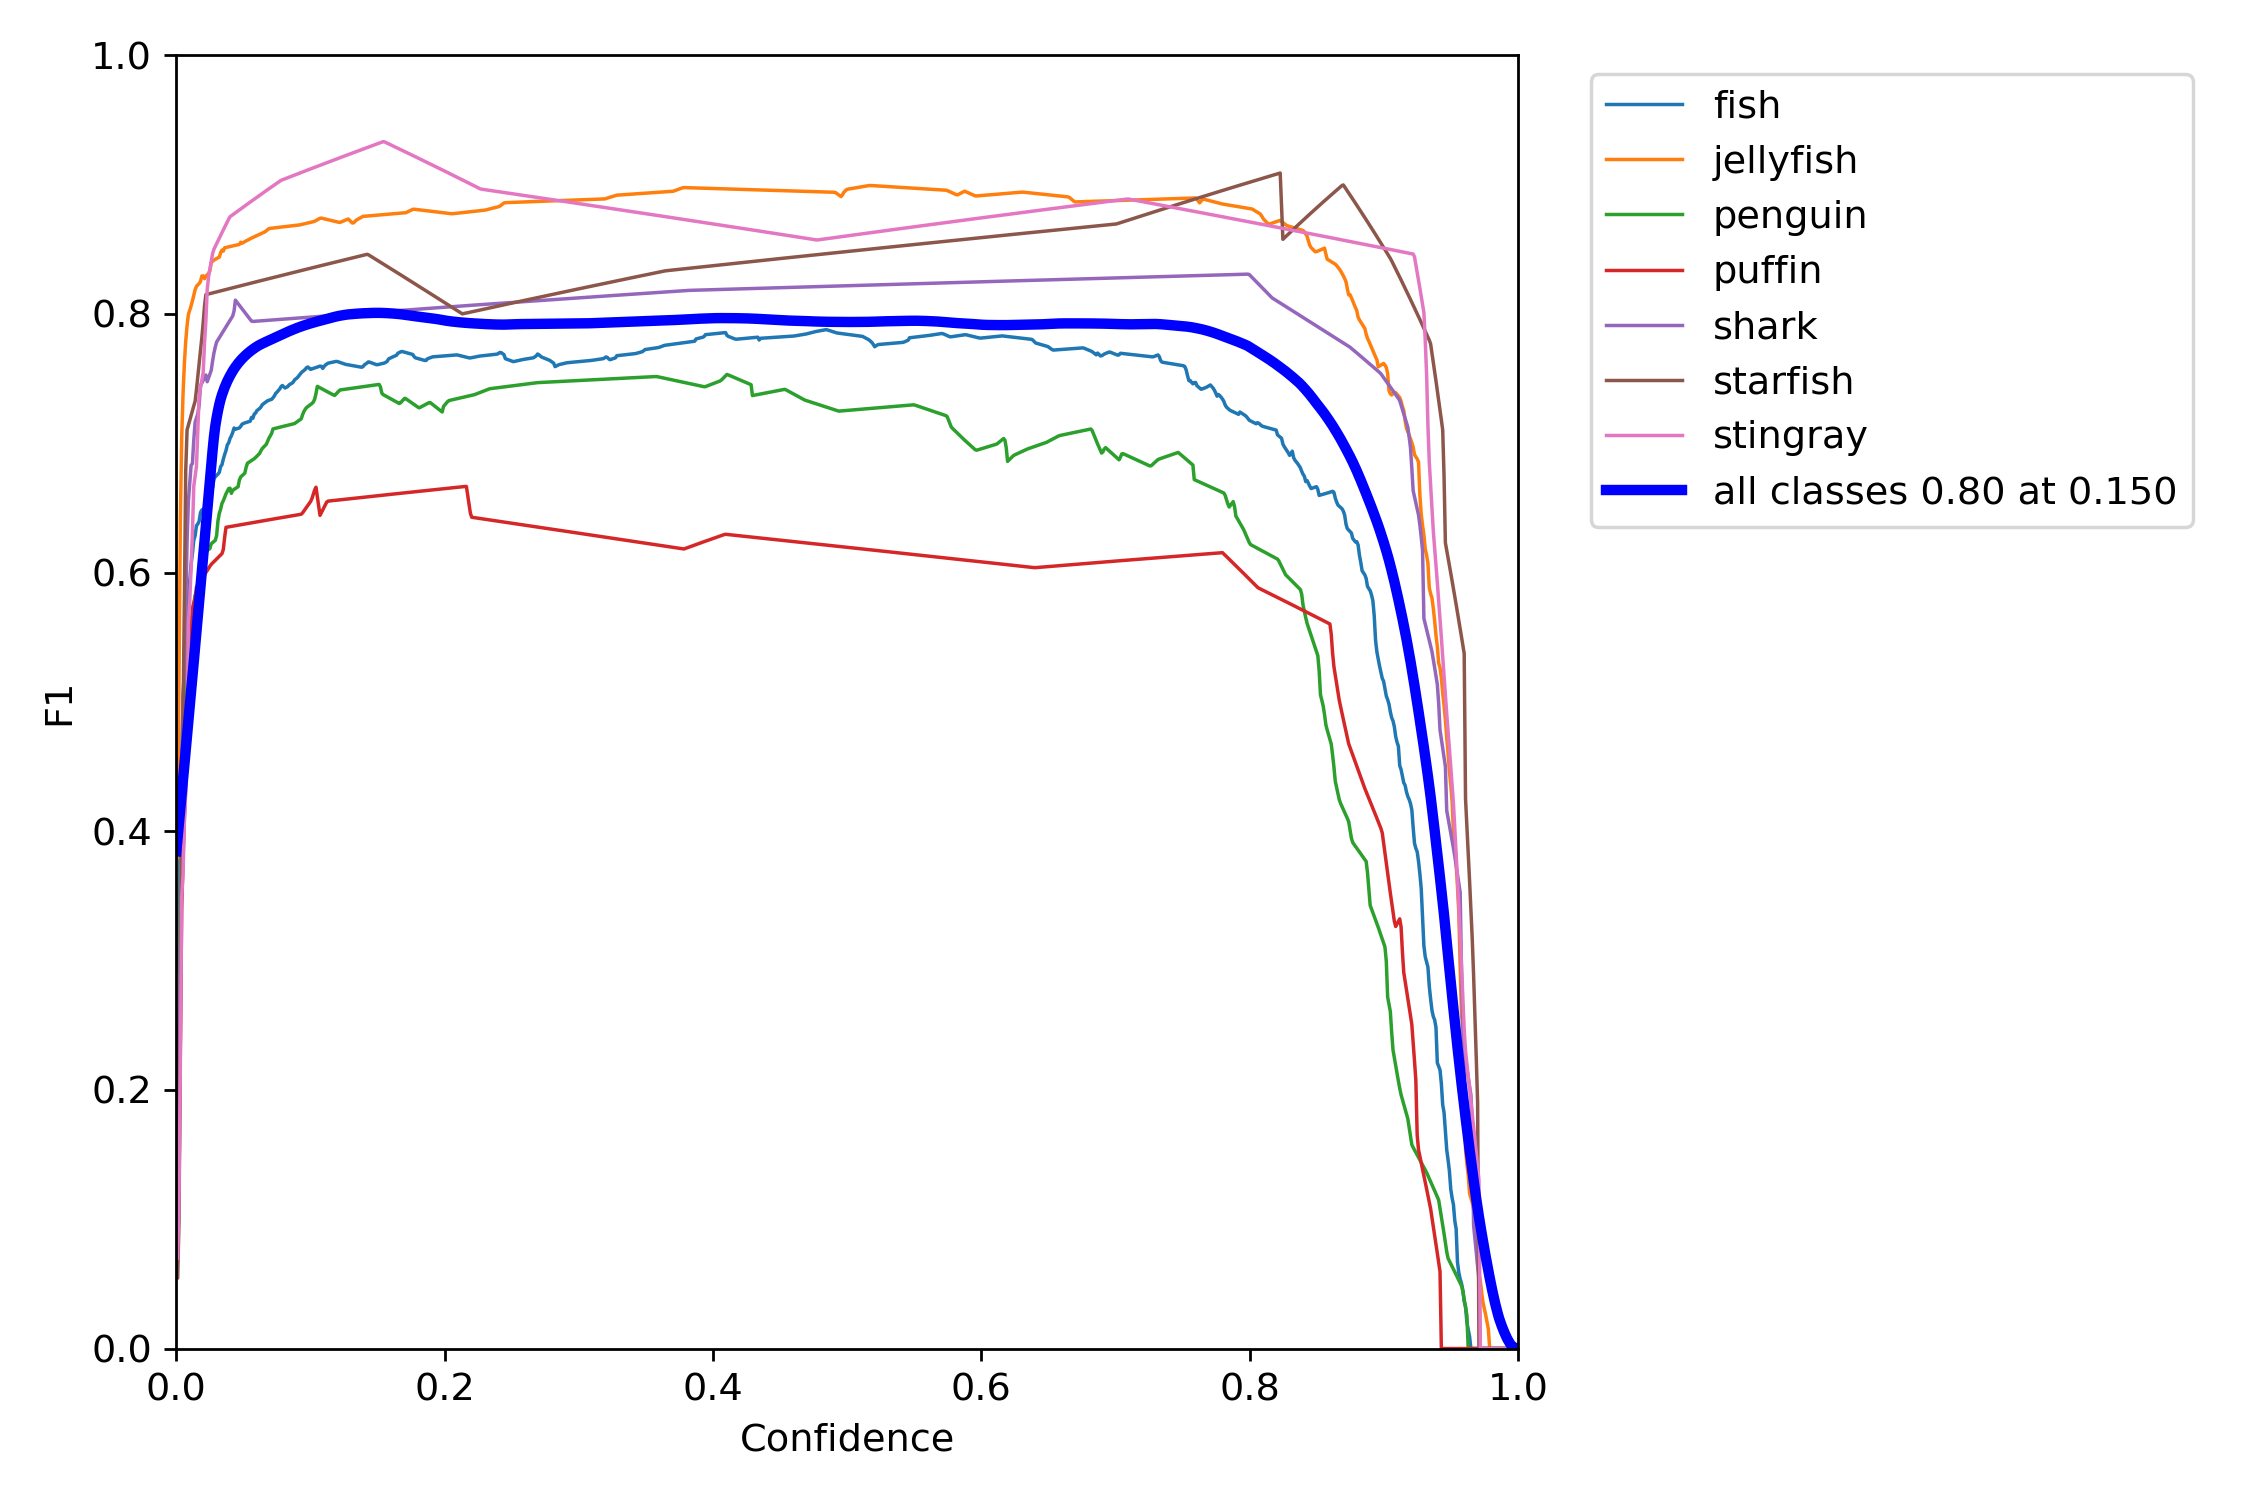 1.0
0.8
0.6
0.4
0.2
0.0
F1
0.0 0.2 0.4 0.6 0.8 1.0
Confidence
fish
jellyfish
penguin
puffin
shark
starfish
stingray
all classes 0.80 at 0.150